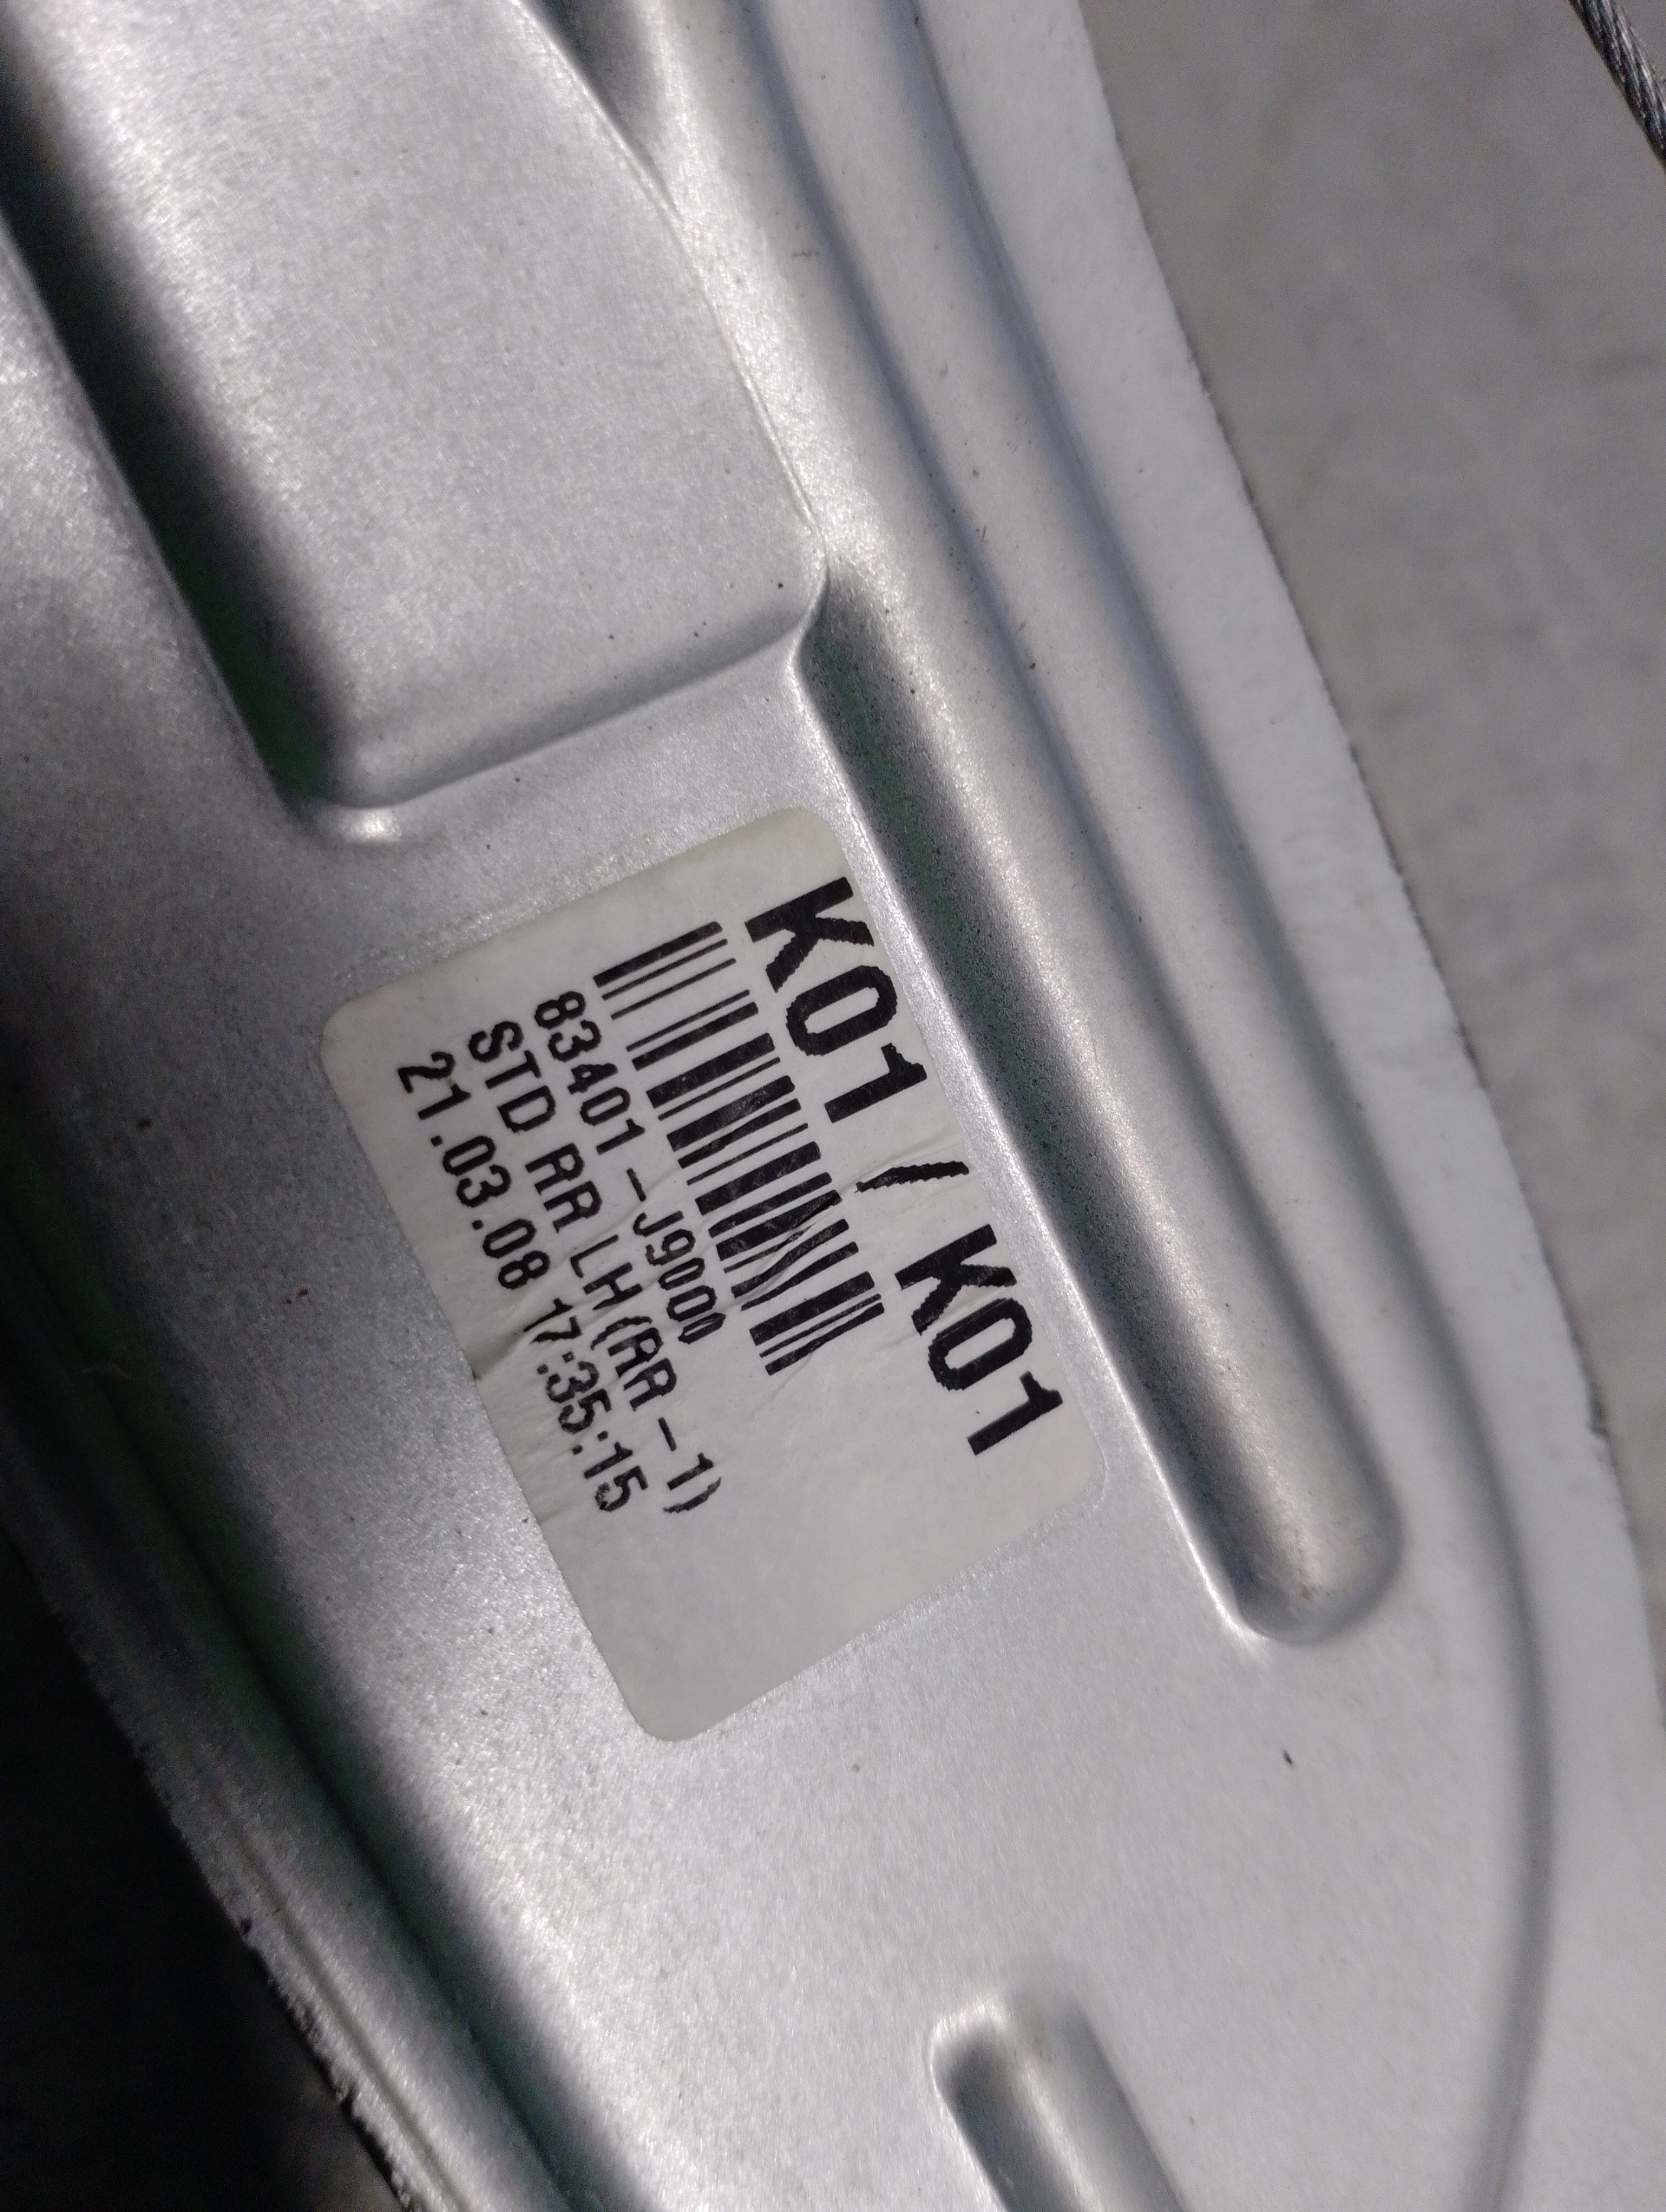 K01 / K01
83401-J9000
STD RR LH(RR-1)
21.03.08 17:35:15